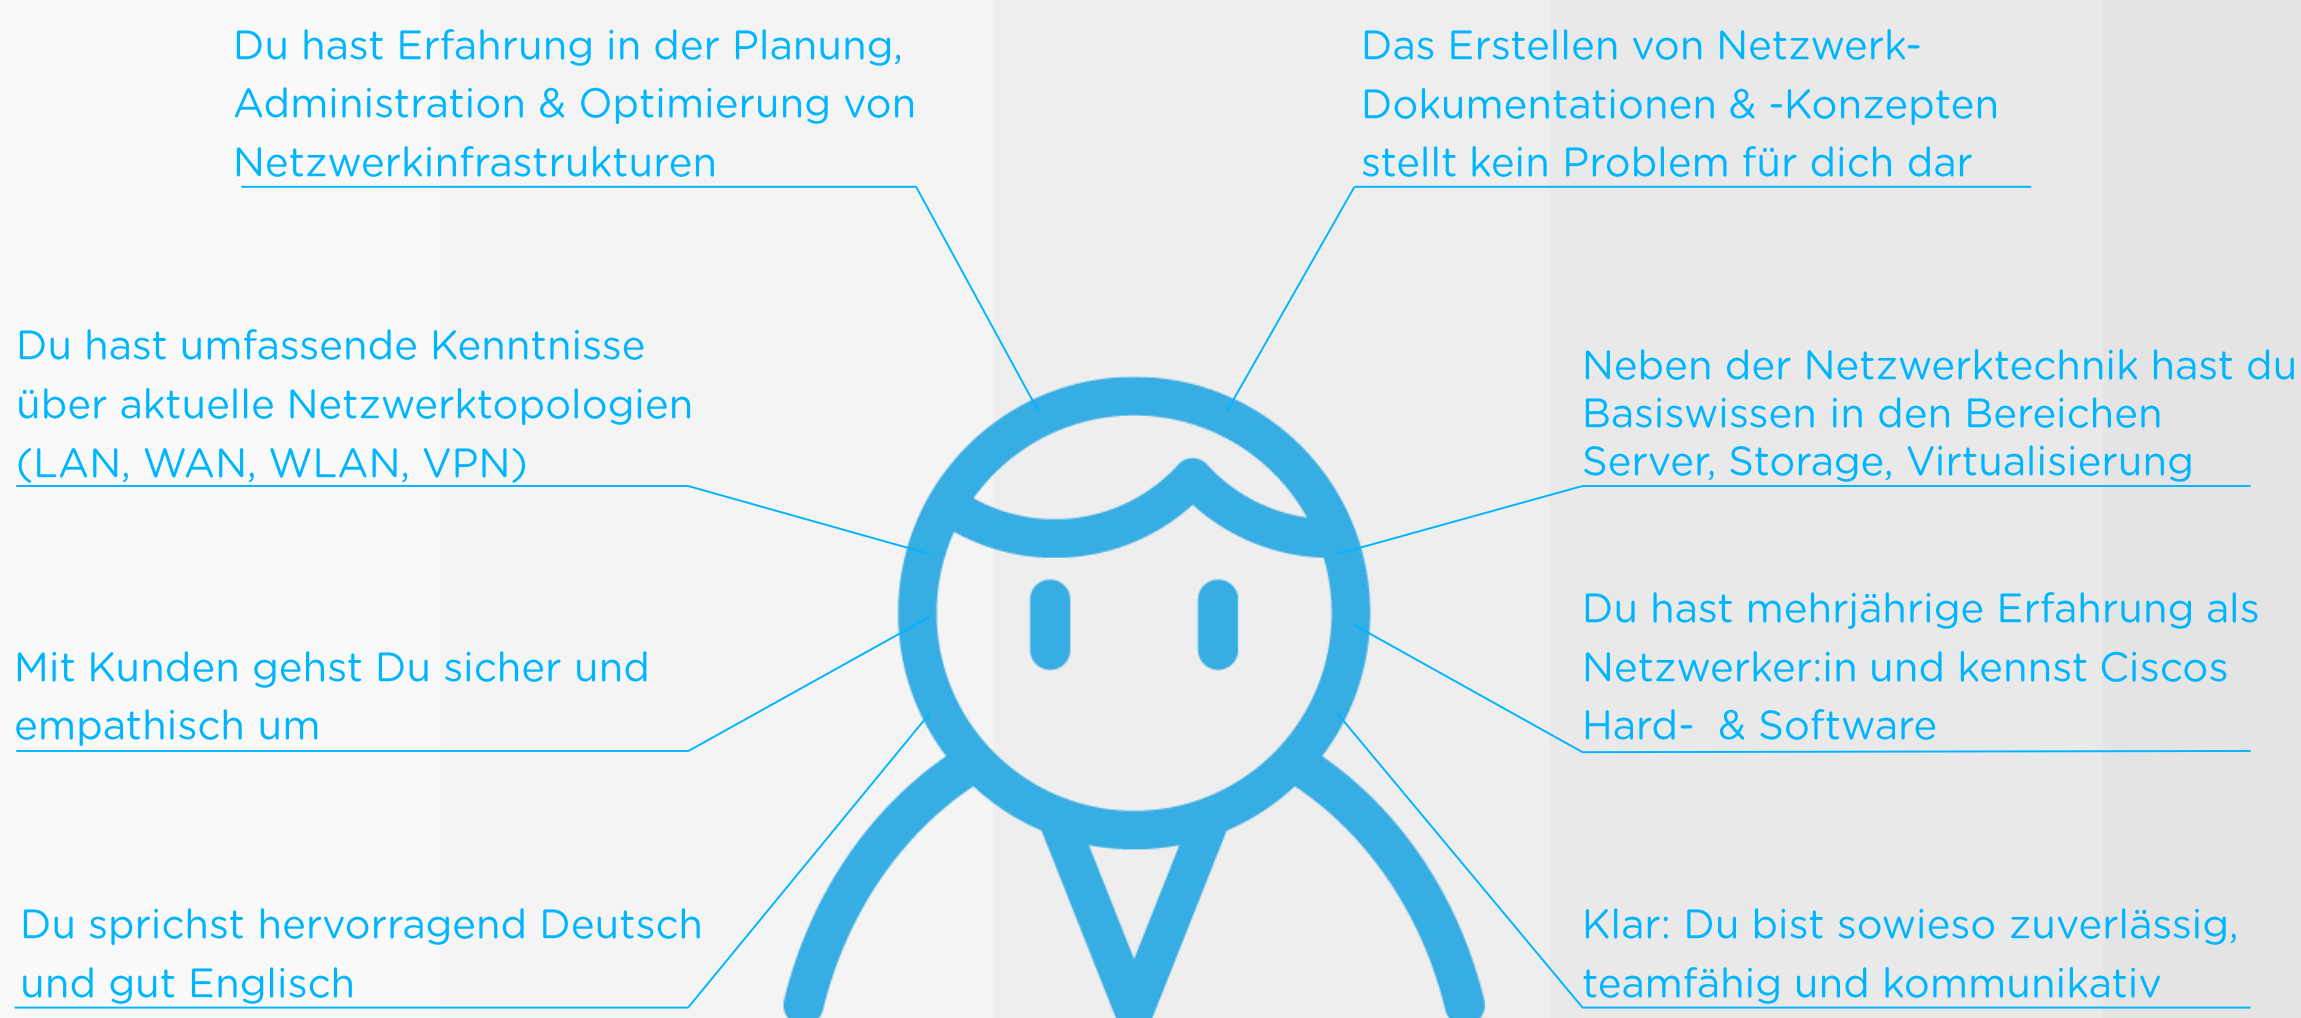 Du hast Erfahrung in der Planung,
Administration & Optimierung von
Netzwerkinfrastrukturen
Das Erstellen von Netzwerk-
Dokumentationen & -Konzepten
stellt kein Problem für dich dar
Du hast umfassende Kenntnisse
über aktuelle Netzwerktopologien
(LAN, WAN, WLAN, VPN)
Neben der Netzwerktechnik hast du
Basiswissen in den Bereichen
Server, Storage, Virtualisierung
Mit Kunden gehst Du sicher und
empathisch um
Du hast mehrjährige Erfahrung als
Netzwerker:in und kennst Ciscos
Hard-  & Software
Du sprichst hervorragend Deutsch
und gut Englisch
Klar: Du bist sowieso zuverlässig,
teamfähig und kommunikativ